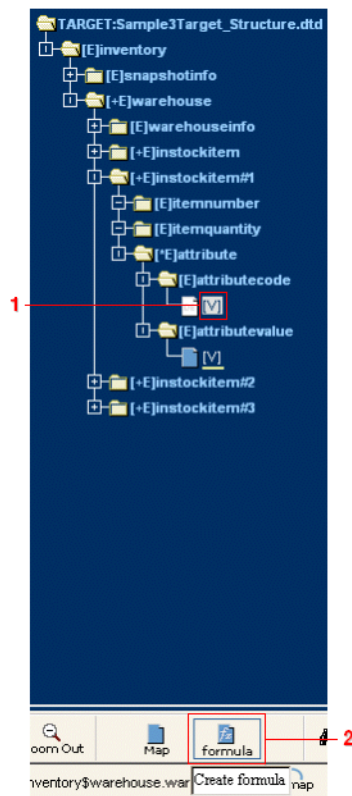 TARGET:Sample3Target_Structure.dtd
[E]inventory
[E]snapshotinfo
[+E]warehouse
[E]warehouseinfo
[+E]instockitem
[+E]instockitem#1
[E]itemnumber
[E]itemquantity
[*E]attribute
[E]attributecode
1 [V]
[E]attributevalue
[V]
[+E]instockitem#2
[+E]instockitem#3
oom Out Map formula 2
nventory$warehouse.war Create formula map